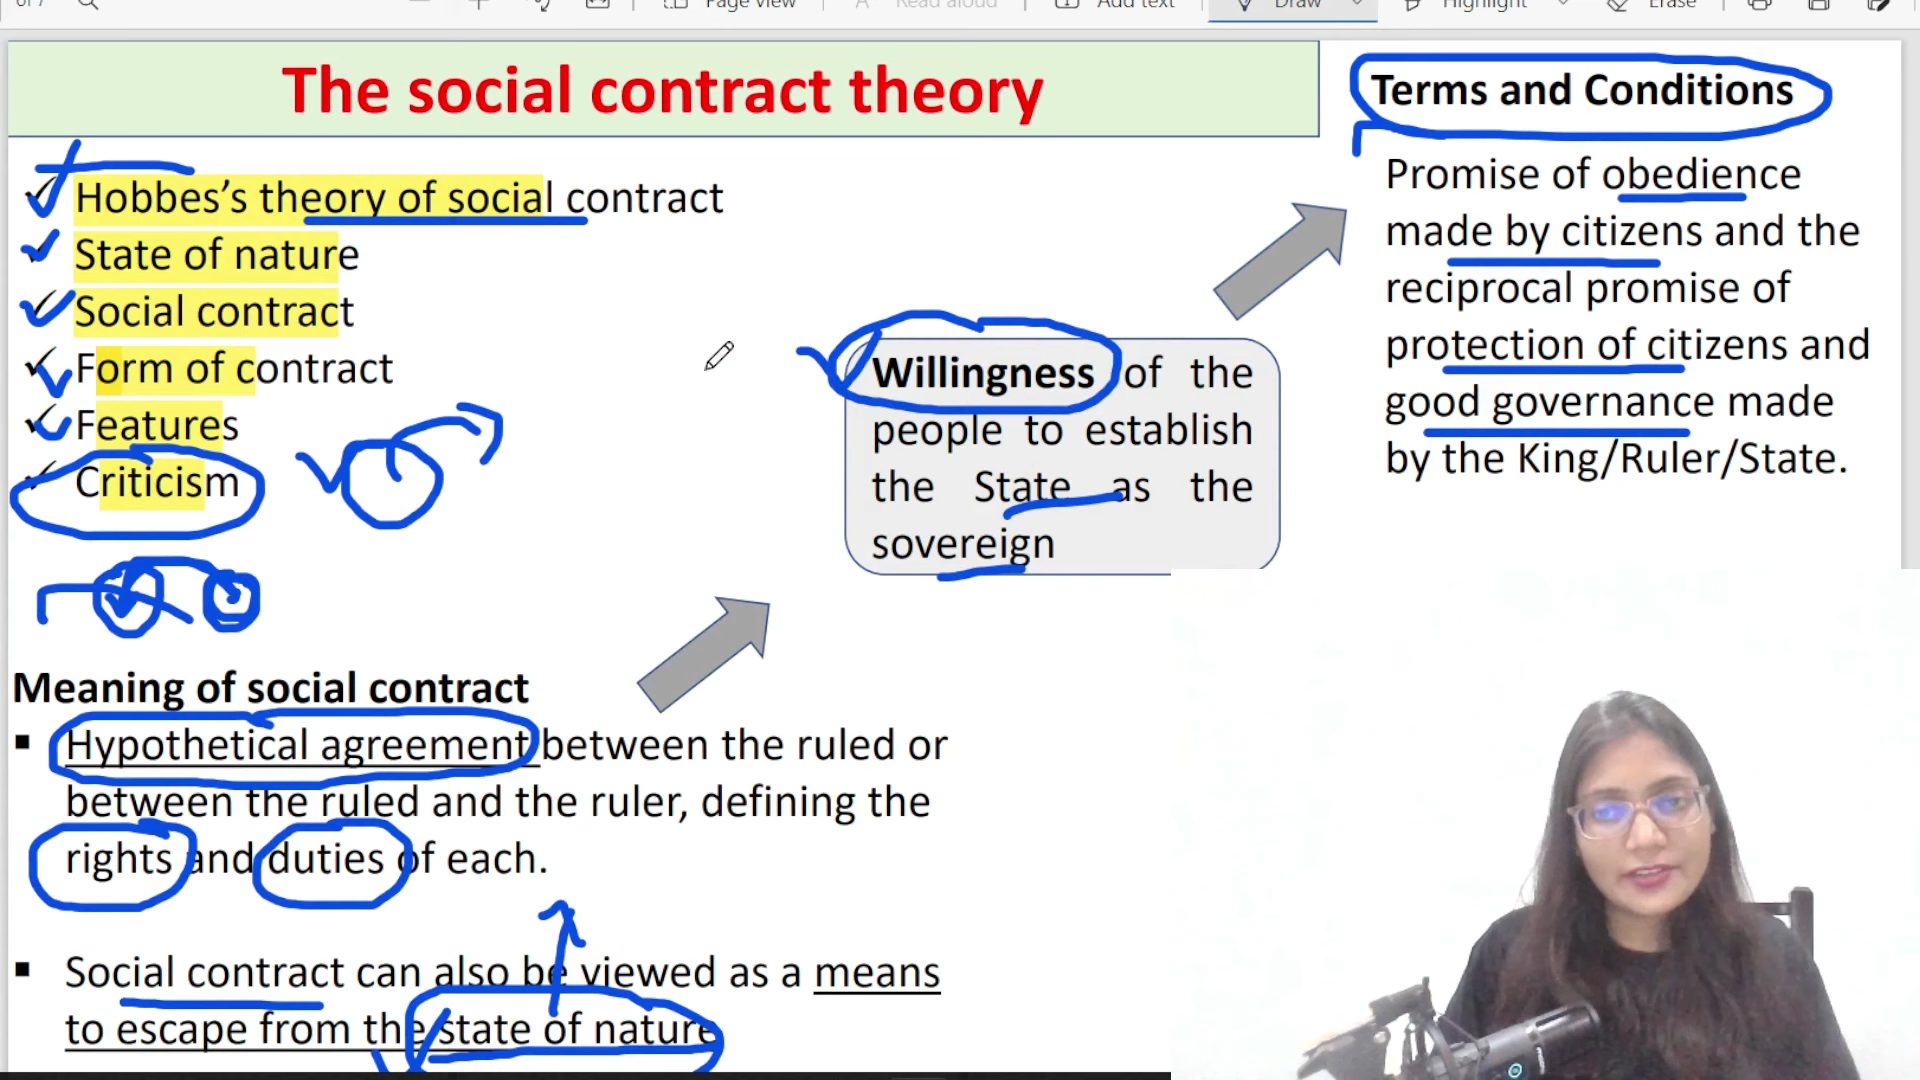 of 7
Page view
Read aloud
Add text
Draw
Highlight
Erase
The social contract theory
Hobbes's theory of social contract
State of nature
Social contract
Form of contract
Features
Criticism
Meaning of social contract
Hypothetical agreement between the ruled or
between the ruled and the ruler, defining the
rights and duties of each.
Social contract can also be viewed as a means
to escape from the state of nature
Willingness of the
people to establish
the State as the
sovereign
Terms and Conditions
Promise of obedience
made by citizens and the
reciprocal promise of
protection of citizens and
good governance made
by the King/Ruler/State.